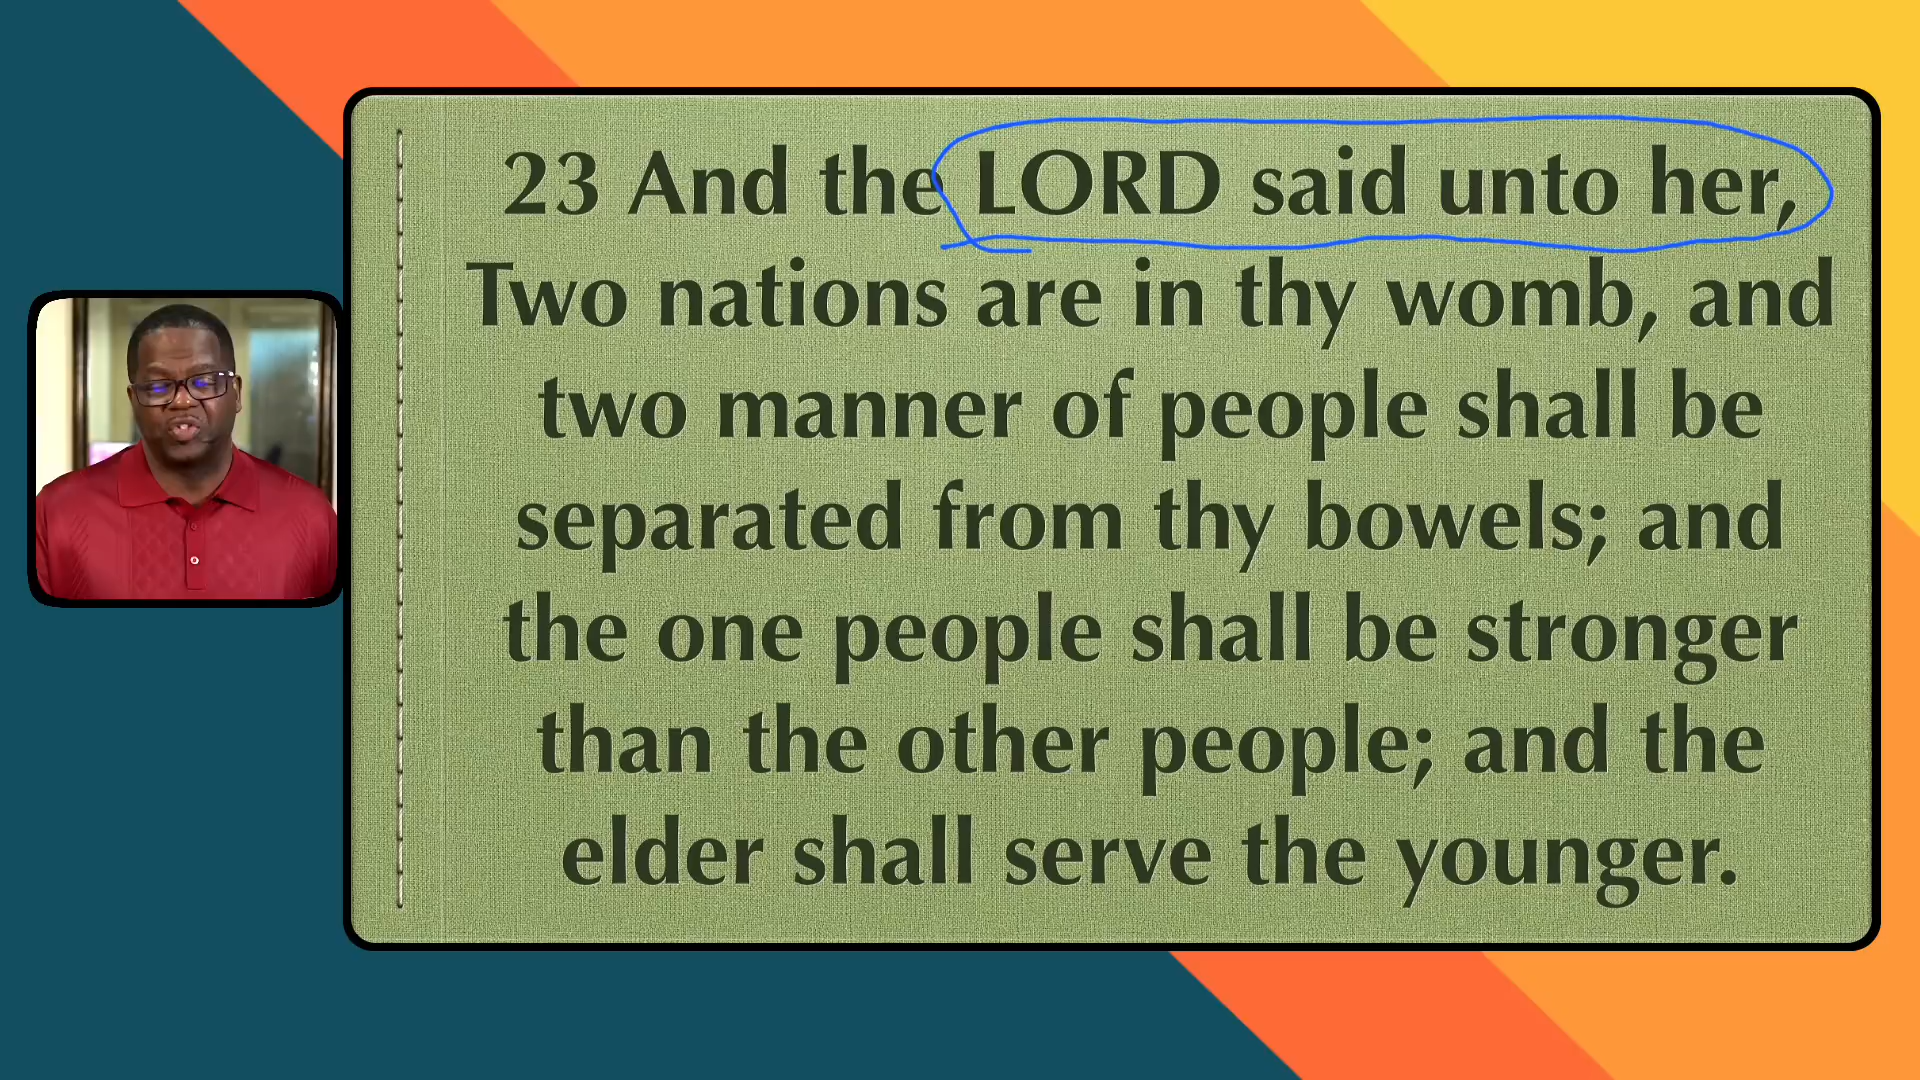 23 And the LORD said unto her,
Two nations are in thy womb, and
two manner of people shall be
separated from thy bowels; and
the one people shall be stronger
than the other people; and the
elder shall serve the younger.